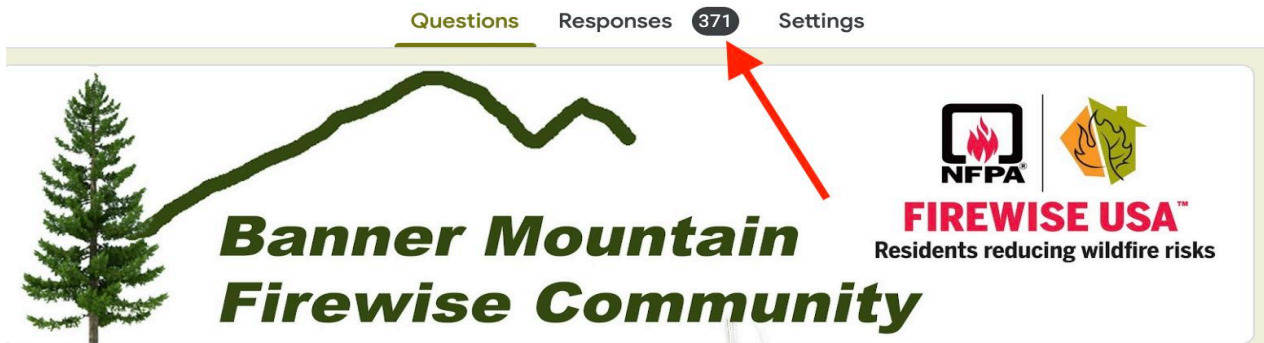 Questions Responses 371 Settings
NFPA®
FIREWISE USA™
Residents reducing wildfire risks
Banner Mountain
Firewise Community